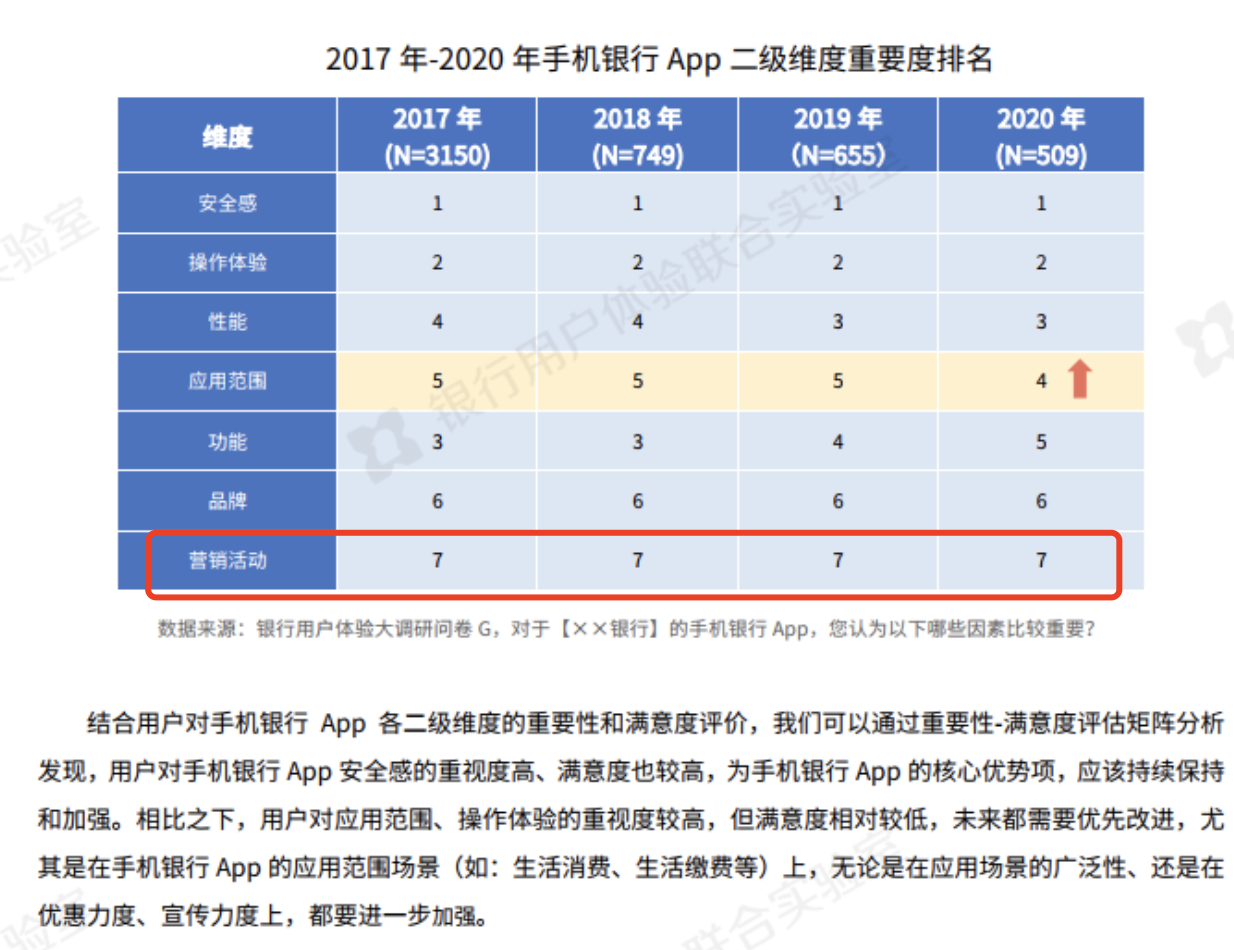 2017 年-2020 年手机银行 App 二级维度重要度排名
维度 2017 年 (N=3150) 2018 年 (N=749) 2019 年 (N=655) 2020 年 (N=509)
安全感 1 1 1 1
操作体验 2 2 2 2
性能 4 4 3 3
应用范围 5 5 5 4
功能 3 3 4 5
品牌 6 6 6 6
营销活动 7 7 7 7
数据来源：银行用户体验大调研问卷 G，对于【××银行】的手机银行 App，您认为以下哪些因素比较重要？
结合用户对手机银行 App 各二级维度的重要性和满意度评价，我们可以通过重要性-满意度评估矩阵分析
发现，用户对手机银行 App 安全感的重视度高、满意度也较高，为手机银行 App 的核心优势项，应该持续保持
和加强。相比之下，用户对应用范围、操作体验的重视度较高，但满意度相对较低，未来都需要优先改进，尤
其是在手机银行 App 的应用范围场景（如：生活消费、生活缴费等）上，无论是在应用场景的广泛性、还是在
优惠力度、宣传力度上，都要进一步加强。
银行用户体验联合实验室
实验室
联合实验室
验室